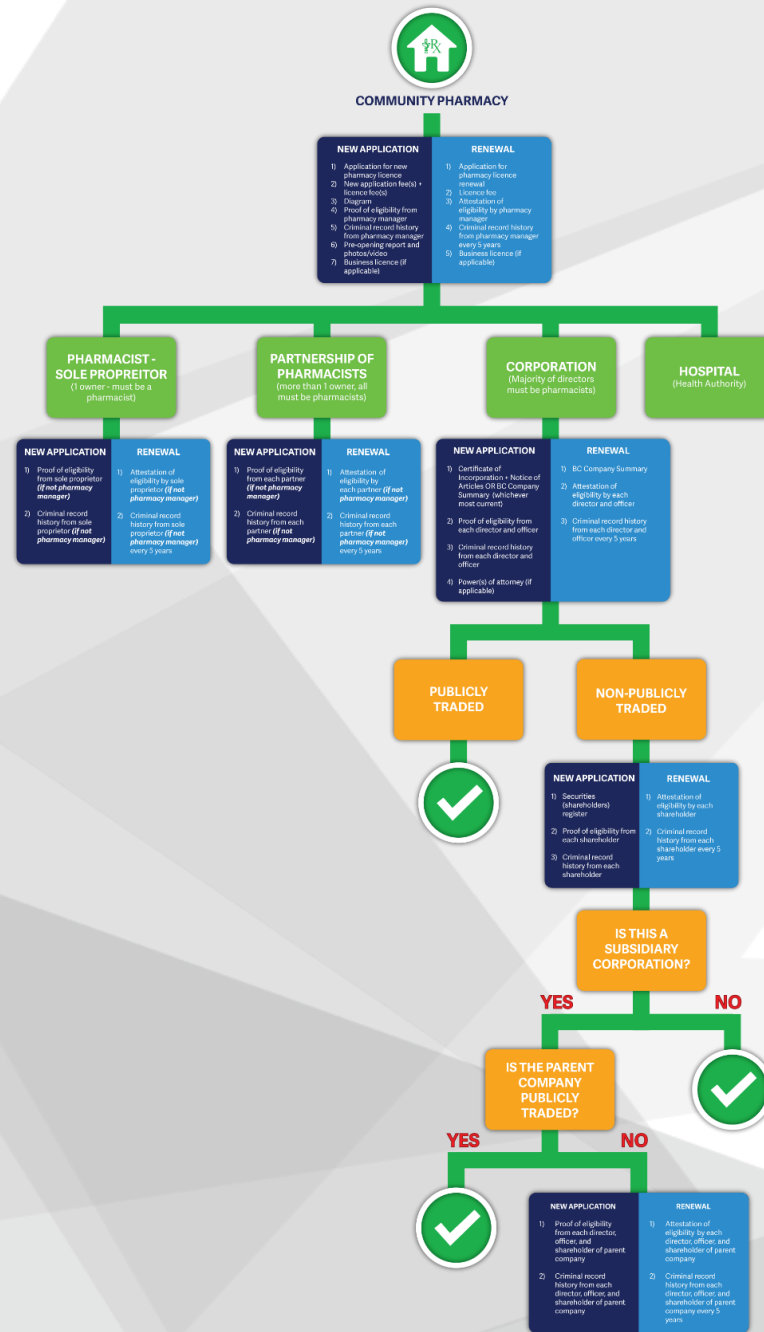 Rx
COMMUNITY PHARMACY
NEW APPLICATION
1) Application for new
pharmacy licence
2) New application fee(s) +
licence fee(s)
3) Diagram
4) Proof of eligibility from
pharmacy manager
5) Criminal record history
from pharmacy manager
6) Pre-opening report and
photos/video
7) Business licence (if
applicable)
RENEWAL
1) Application for
pharmacy licence
renewal
2) Licence fee
3) Attestation of
eligibility by pharmacy
manager
4) Criminal record history
from pharmacy manager
every 5 years
5) Business licence (if
applicable)
PHARMACIST -
SOLE PROPREITOR
(1 owner - must be a
pharmacist)
PARTNERSHIP OF
PHARMACISTS
(more than 1 owner, all
must be pharmacists)
CORPORATION
(Majority of directors
must be pharmacists)
HOSPITAL
(Health Authority)
NEW APPLICATION
1) Proof of eligibility
from sole proprietor
(if not pharmacy
manager)
2) Criminal record
history from sole
proprietor (if not
pharmacy manager)
RENEWAL
1) Attestation of
eligibility by sole
proprietor (if not
pharmacy manager)
2) Criminal record
history from sole
proprietor (if not
pharmacy manager)
every 5 years
NEW APPLICATION
1) Proof of eligibility
from each partner
(if not pharmacy
manager)
2) Criminal record
history from each
partner (if not
pharmacy manager)
RENEWAL
1) Attestation of
eligibility by
each partner (if not
pharmacy manager)
2) Criminal record
history from each
partner (if not
pharmacy manager)
every 5 years
NEW APPLICATION
1) Certificate of
Incorporation + Notice of
Articles OR BC Company
Summary (whichever
most current)
2) Proof of eligibility from
each director and officer
3) Criminal record history
from each director and
officer
4) Power(s) of attorney (if
applicable)
RENEWAL
1) BC Company Summary
2) Attestation of
eligibility by each
director and officer
3) Criminal record history
from each director and
officer every 5 years
PUBLICLY
TRADED
NON-PUBLICLY
TRADED
NEW APPLICATION
1) Securities
(shareholders)
register
2) Proof of eligibility from
each shareholder
3) Criminal record
history from each
shareholder
RENEWAL
1) Attestation of
eligibility by each
shareholder
2) Criminal record
history from each
shareholder every 5
years
IS THIS A
SUBSIDIARY
CORPORATION?
YES
NO
IS THE PARENT
COMPANY
PUBLICLY
TRADED?
YES
NO
NEW APPLICATION
1) Proof of eligibility
from each director,
officer, and
shareholder of parent
company
2) Criminal record
history from each
director, officer, and
shareholder of parent
company
RENEWAL
1) Attestation of
eligibility by each
director, officer, and
shareholder of parent
company
2) Criminal record
history from each
director, officer, and
shareholder of parent
company every 5
years